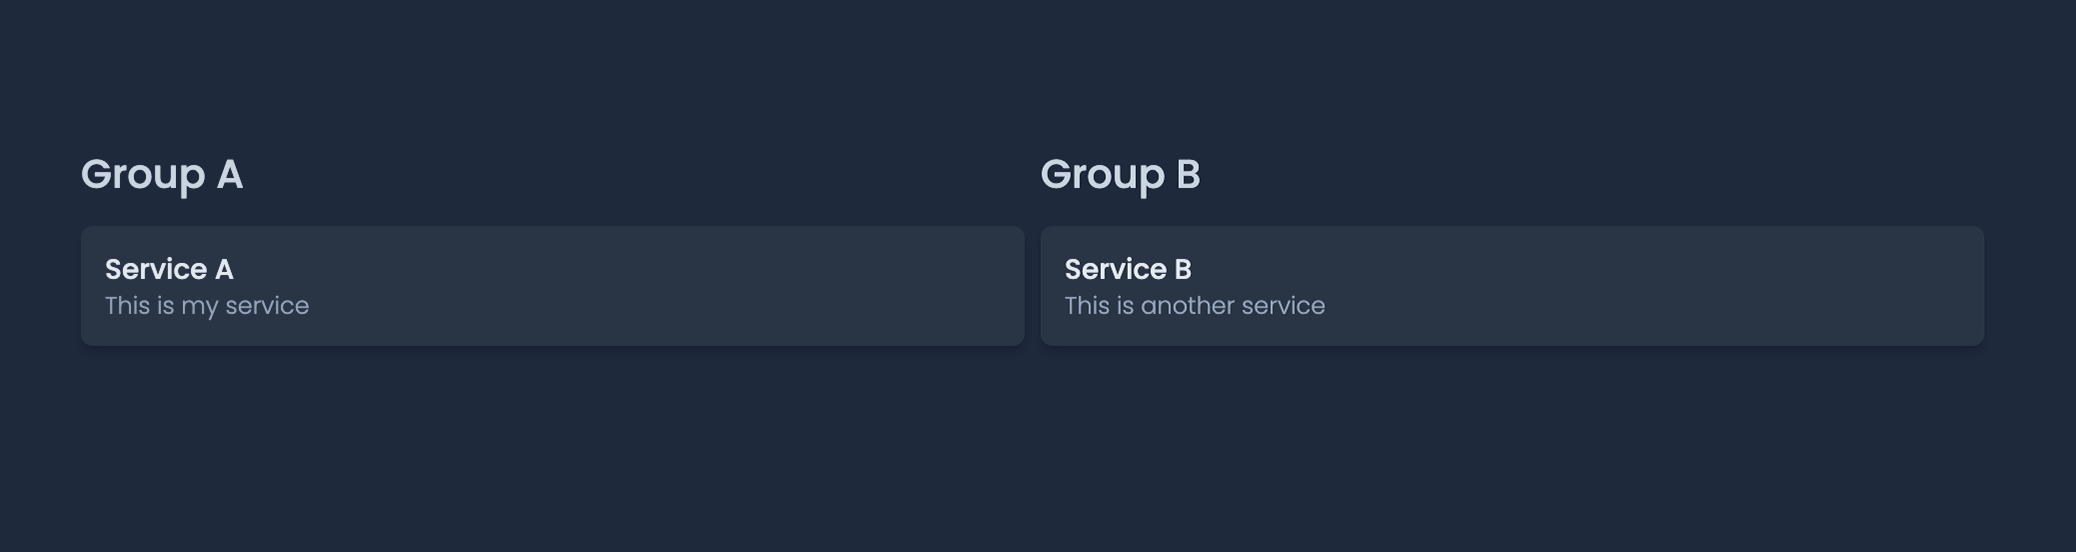 Group A
Service A
This is my service
Group B
Service B
This is another service